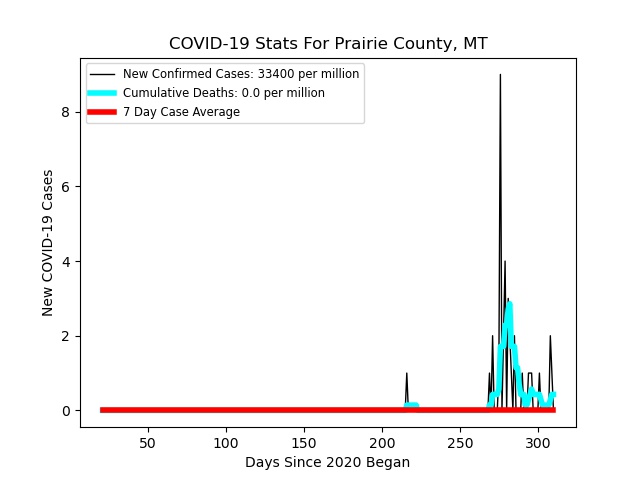 COVID-19 Stats For Prairie County, MT
New Confirmed Cases: 33400 per million
Cumulative Deaths: 0.0 per million
7 Day Case Average
New COVID-19 Cases
8
6
4
2
0
50 100 150 200 250 300
Days Since 2020 Began